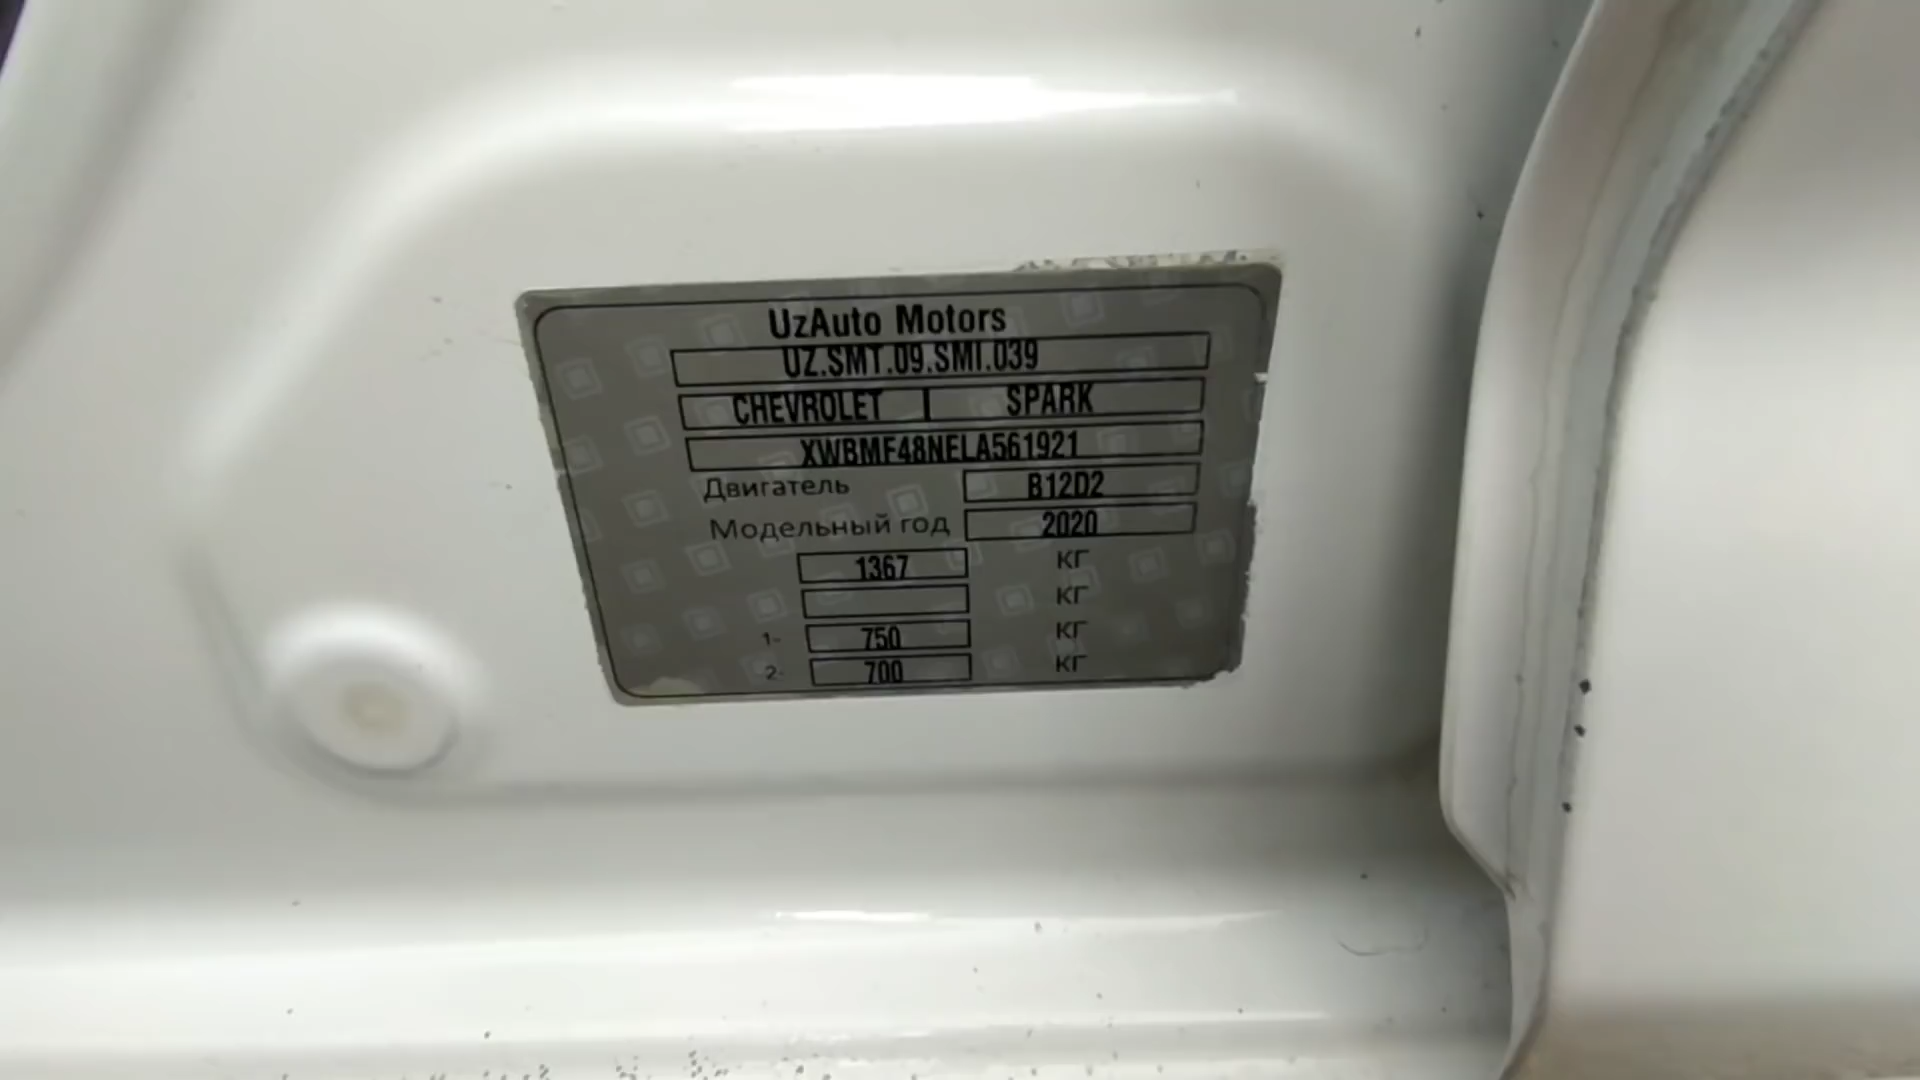 UzAuto Motors
UZ.SMT.09.SMI.039
CHEVROLET SPARK
XWBMF48NELA561921
Двигатель B12D2
Модельный год 2020
1367 КГ
КГ
1- 750 КГ
2- 700 КГ